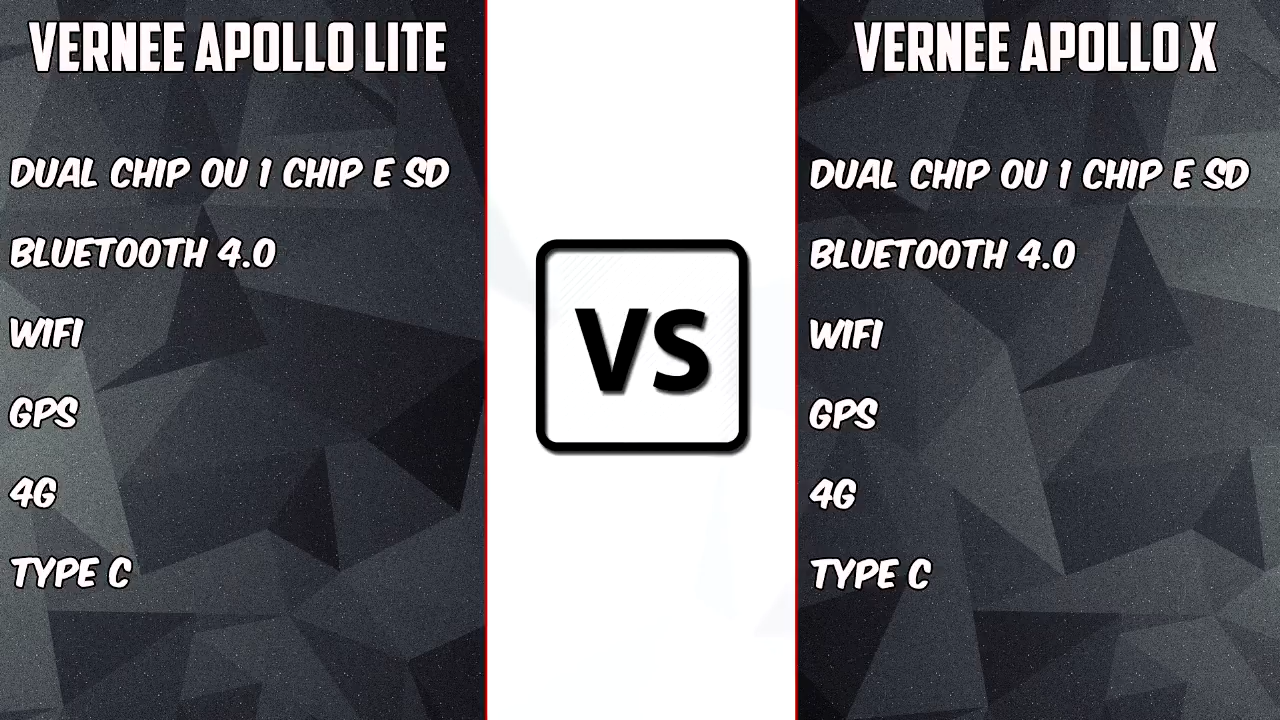 VERNEE APOLLO LITE
DUAL CHIP OU 1 CHIP E SD
BLUETOOTH 4.0
WIFI
GPS
4G
TYPE C
VS
VERNEE APOLLO X
DUAL CHIP OU 1 CHIP E SD
BLUETOOTH 4.0
WIFI
GPS
4G
TYPE C